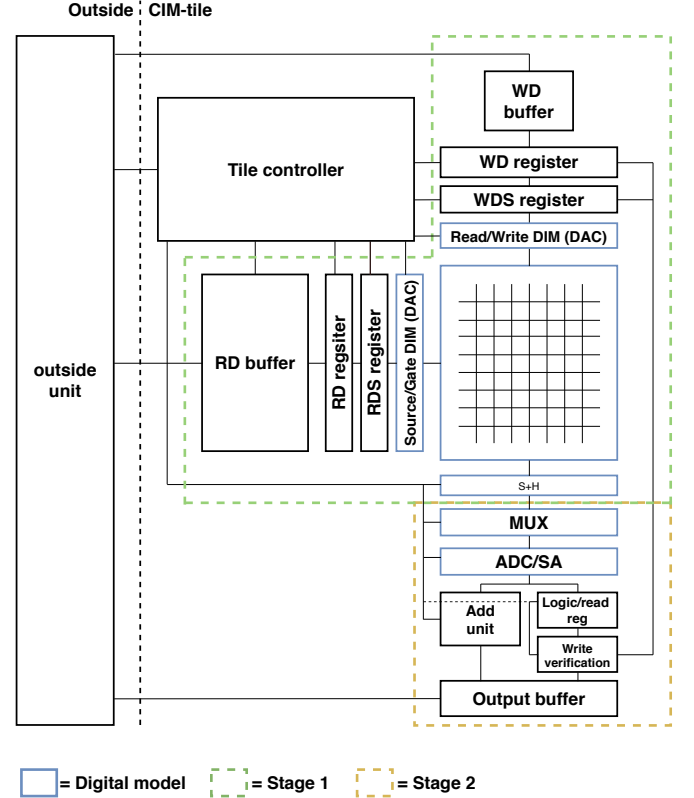 Outside CIM-tile
WD
buffer
Tile controller
WD register
WDS register
Read/Write DIM (DAC)
outside
unit
RD buffer
RD regsiter
RDS register
Source/Gate DIM (DAC)
S+H
MUX
ADC/SA
Add
unit
Logic/read
reg
Write
verification
Output buffer
= Digital model = Stage 1 = Stage 2